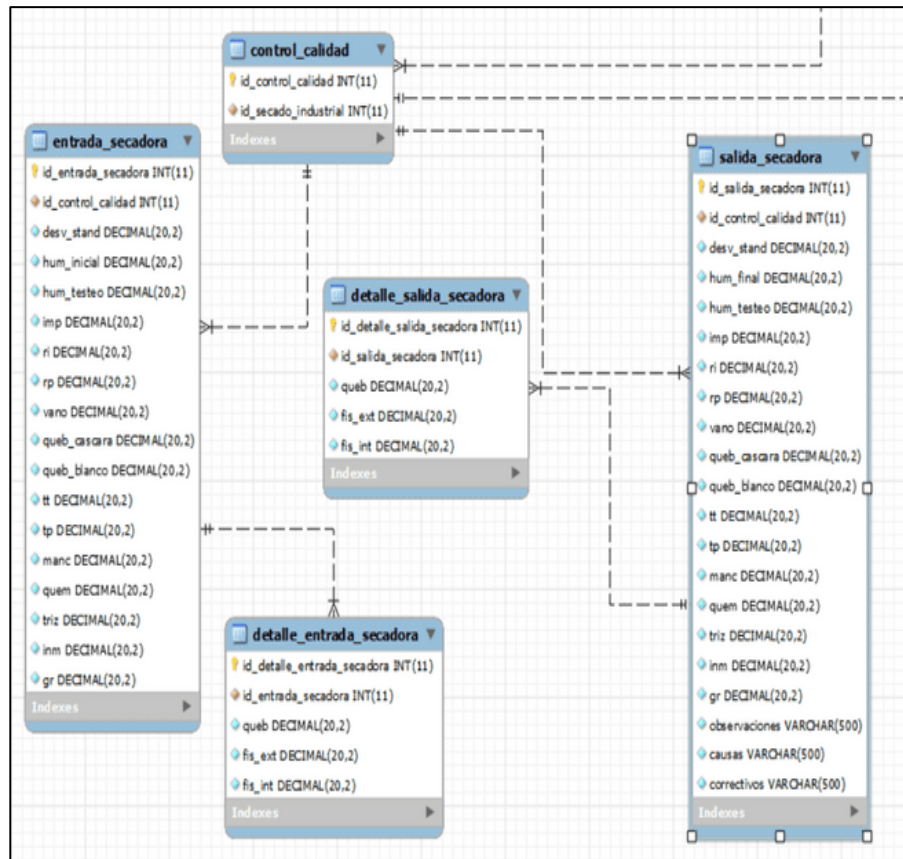 control_calidad
id_control_calidad INT(11)
id_secado_industrial INT(11)
Indexes
entrada_secadora
id_entrada_secadora INT(11)
id_control_calidad INT(11)
desv_stand DECIMAL(20,2)
hum_inicial DECIMAL(20,2)
hum_testeo DECIMAL(20,2)
imp DECIMAL(20,2)
ri DECIMAL(20,2)
rp DECIMAL(20,2)
vano DECIMAL(20,2)
queb_cascara DECIMAL(20,2)
queb_blanco DECIMAL(20,2)
tt DECIMAL(20,2)
tp DECIMAL(20,2)
manc DECIMAL(20,2)
quem DECIMAL(20,2)
triz DECIMAL(20,2)
inm DECIMAL(20,2)
gr DECIMAL(20,2)
Indexes
detalle_salida_secadora
id_detalle_salida_secadora INT(11)
id_salida_secadora INT(11)
queb DECIMAL(20,2)
fis_ext DECIMAL(20,2)
fis_int DECIMAL(20,2)
Indexes
detalle_entrada_secadora
id_detalle_entrada_secadora INT(11)
id_entrada_secadora INT(11)
queb DECIMAL(20,2)
fis_ext DECIMAL(20,2)
fis_int DECIMAL(20,2)
Indexes
salida_secadora
id_salida_secadora INT(11)
id_control_calidad INT(11)
desv_stand DECIMAL(20,2)
hum_final DECIMAL(20,2)
hum_testeo DECIMAL(20,2)
imp DECIMAL(20,2)
ri DECIMAL(20,2)
rp DECIMAL(20,2)
vano DECIMAL(20,2)
queb_cascara DECIMAL(20,2)
queb_blanco DECIMAL(20,2)
tt DECIMAL(20,2)
tp DECIMAL(20,2)
manc DECIMAL(20,2)
quem DECIMAL(20,2)
triz DECIMAL(20,2)
inm DECIMAL(20,2)
gr DECIMAL(20,2)
observaciones VARCHAR(500)
causas VARCHAR(500)
correctivos VARCHAR(500)
Indexes